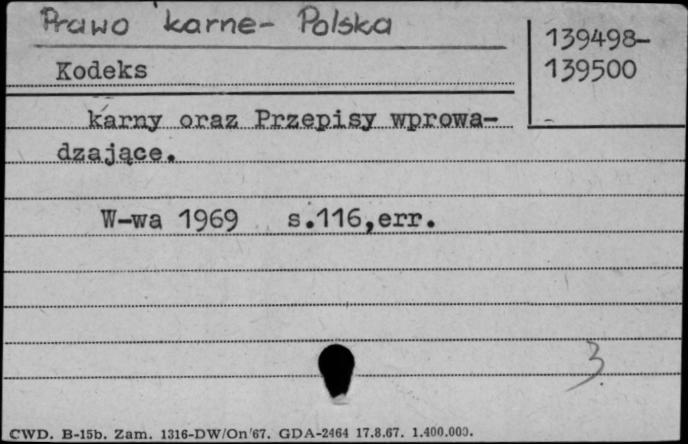 Prawo karne- Polska
139498-
139500
Kodeks
karny oraz Przepisy wprowa-
dzające.
W-wa 1969 s.116,err.
3
CWD. B-15b. Zam. 1316-DW/On'67. GDA-2464 17.8.67. 1.400.000.